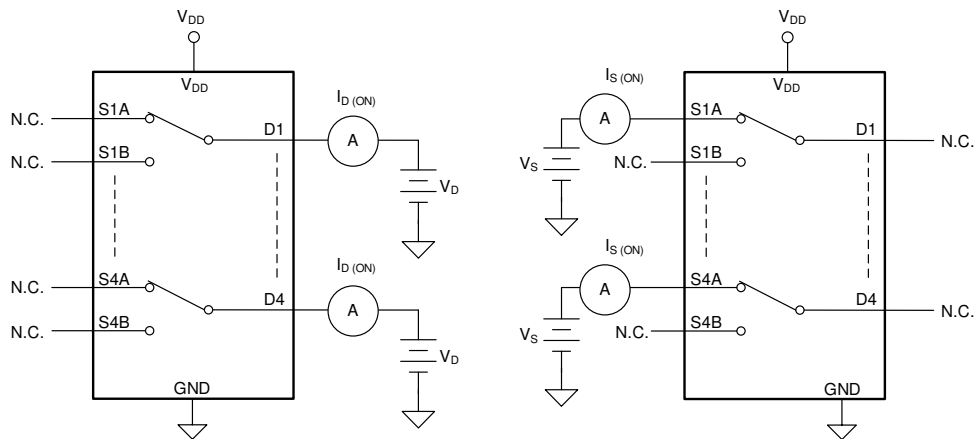 VDD
VDD
ID (ON)
N.C.
S1A
D1
A
N.C.
S1B
VD
ID (ON)
N.C.
S4A
D4
A
N.C.
S4B
VD
GND
VDD
VDD
IS (ON)
A
S1A
D1
N.C.
VS
N.C.
S1B
IS (ON)
A
S4A
D4
N.C.
VS
N.C.
S4B
GND